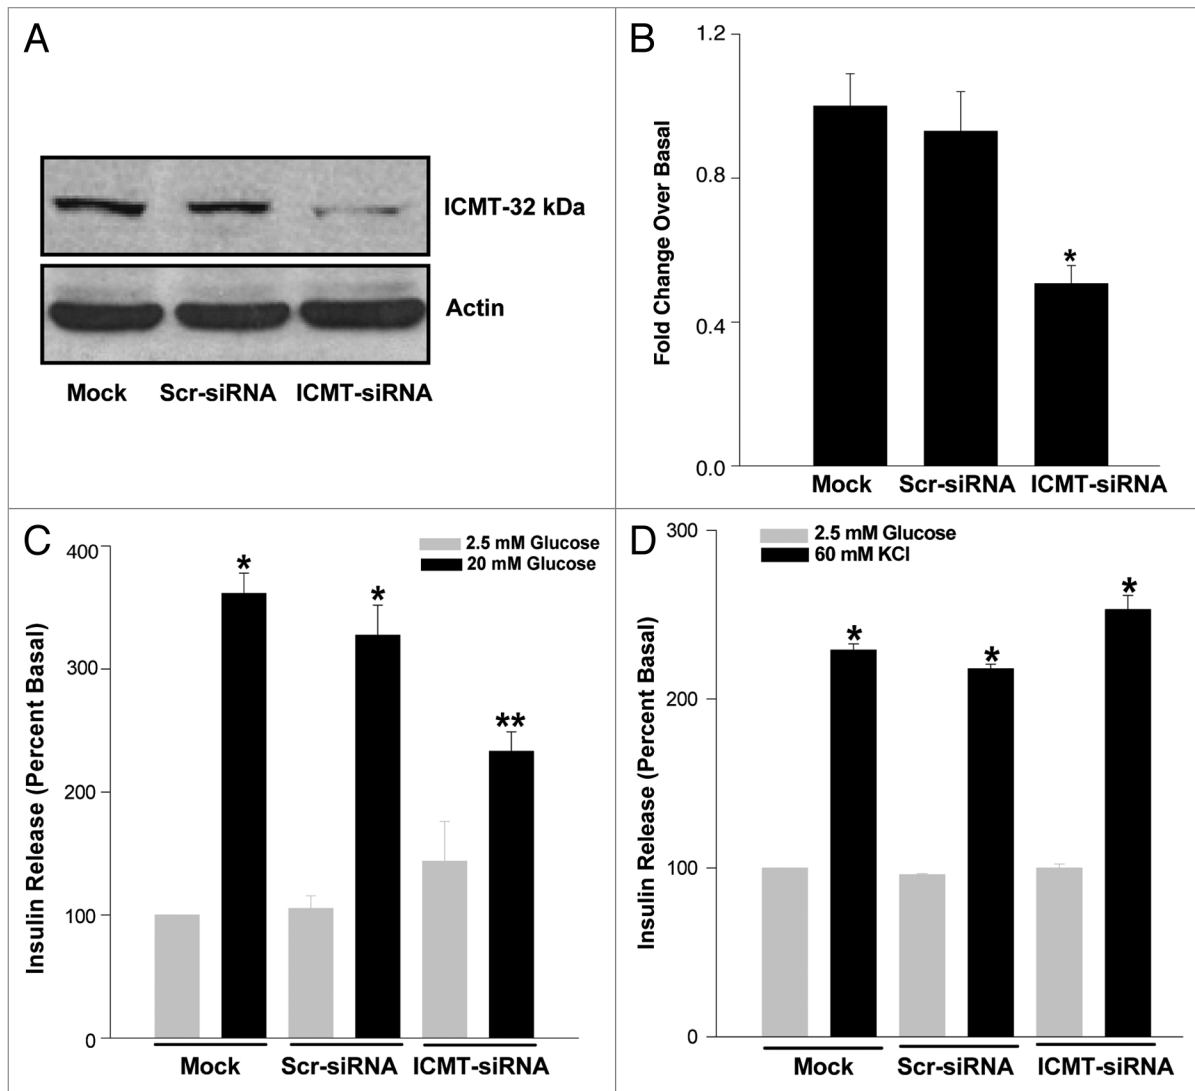 A
ICMT-32 kDa
Actin
Mock Scr-siRNA ICMT-siRNA
B
Fold Change Over Basal
1.2
0.8
0.4
0.0
*
Mock Scr-siRNA ICMT-siRNA
C
Insulin Release (Percent Basal)
400
300
200
100
0
2.5 mM Glucose
20 mM Glucose
*
*
**
Mock Scr-siRNA ICMT-siRNA
D
Insulin Release (Percent Basal)
300
200
100
0
2.5 mM Glucose
60 mM KCl
*
*
*
Mock Scr-siRNA ICMT-siRNA